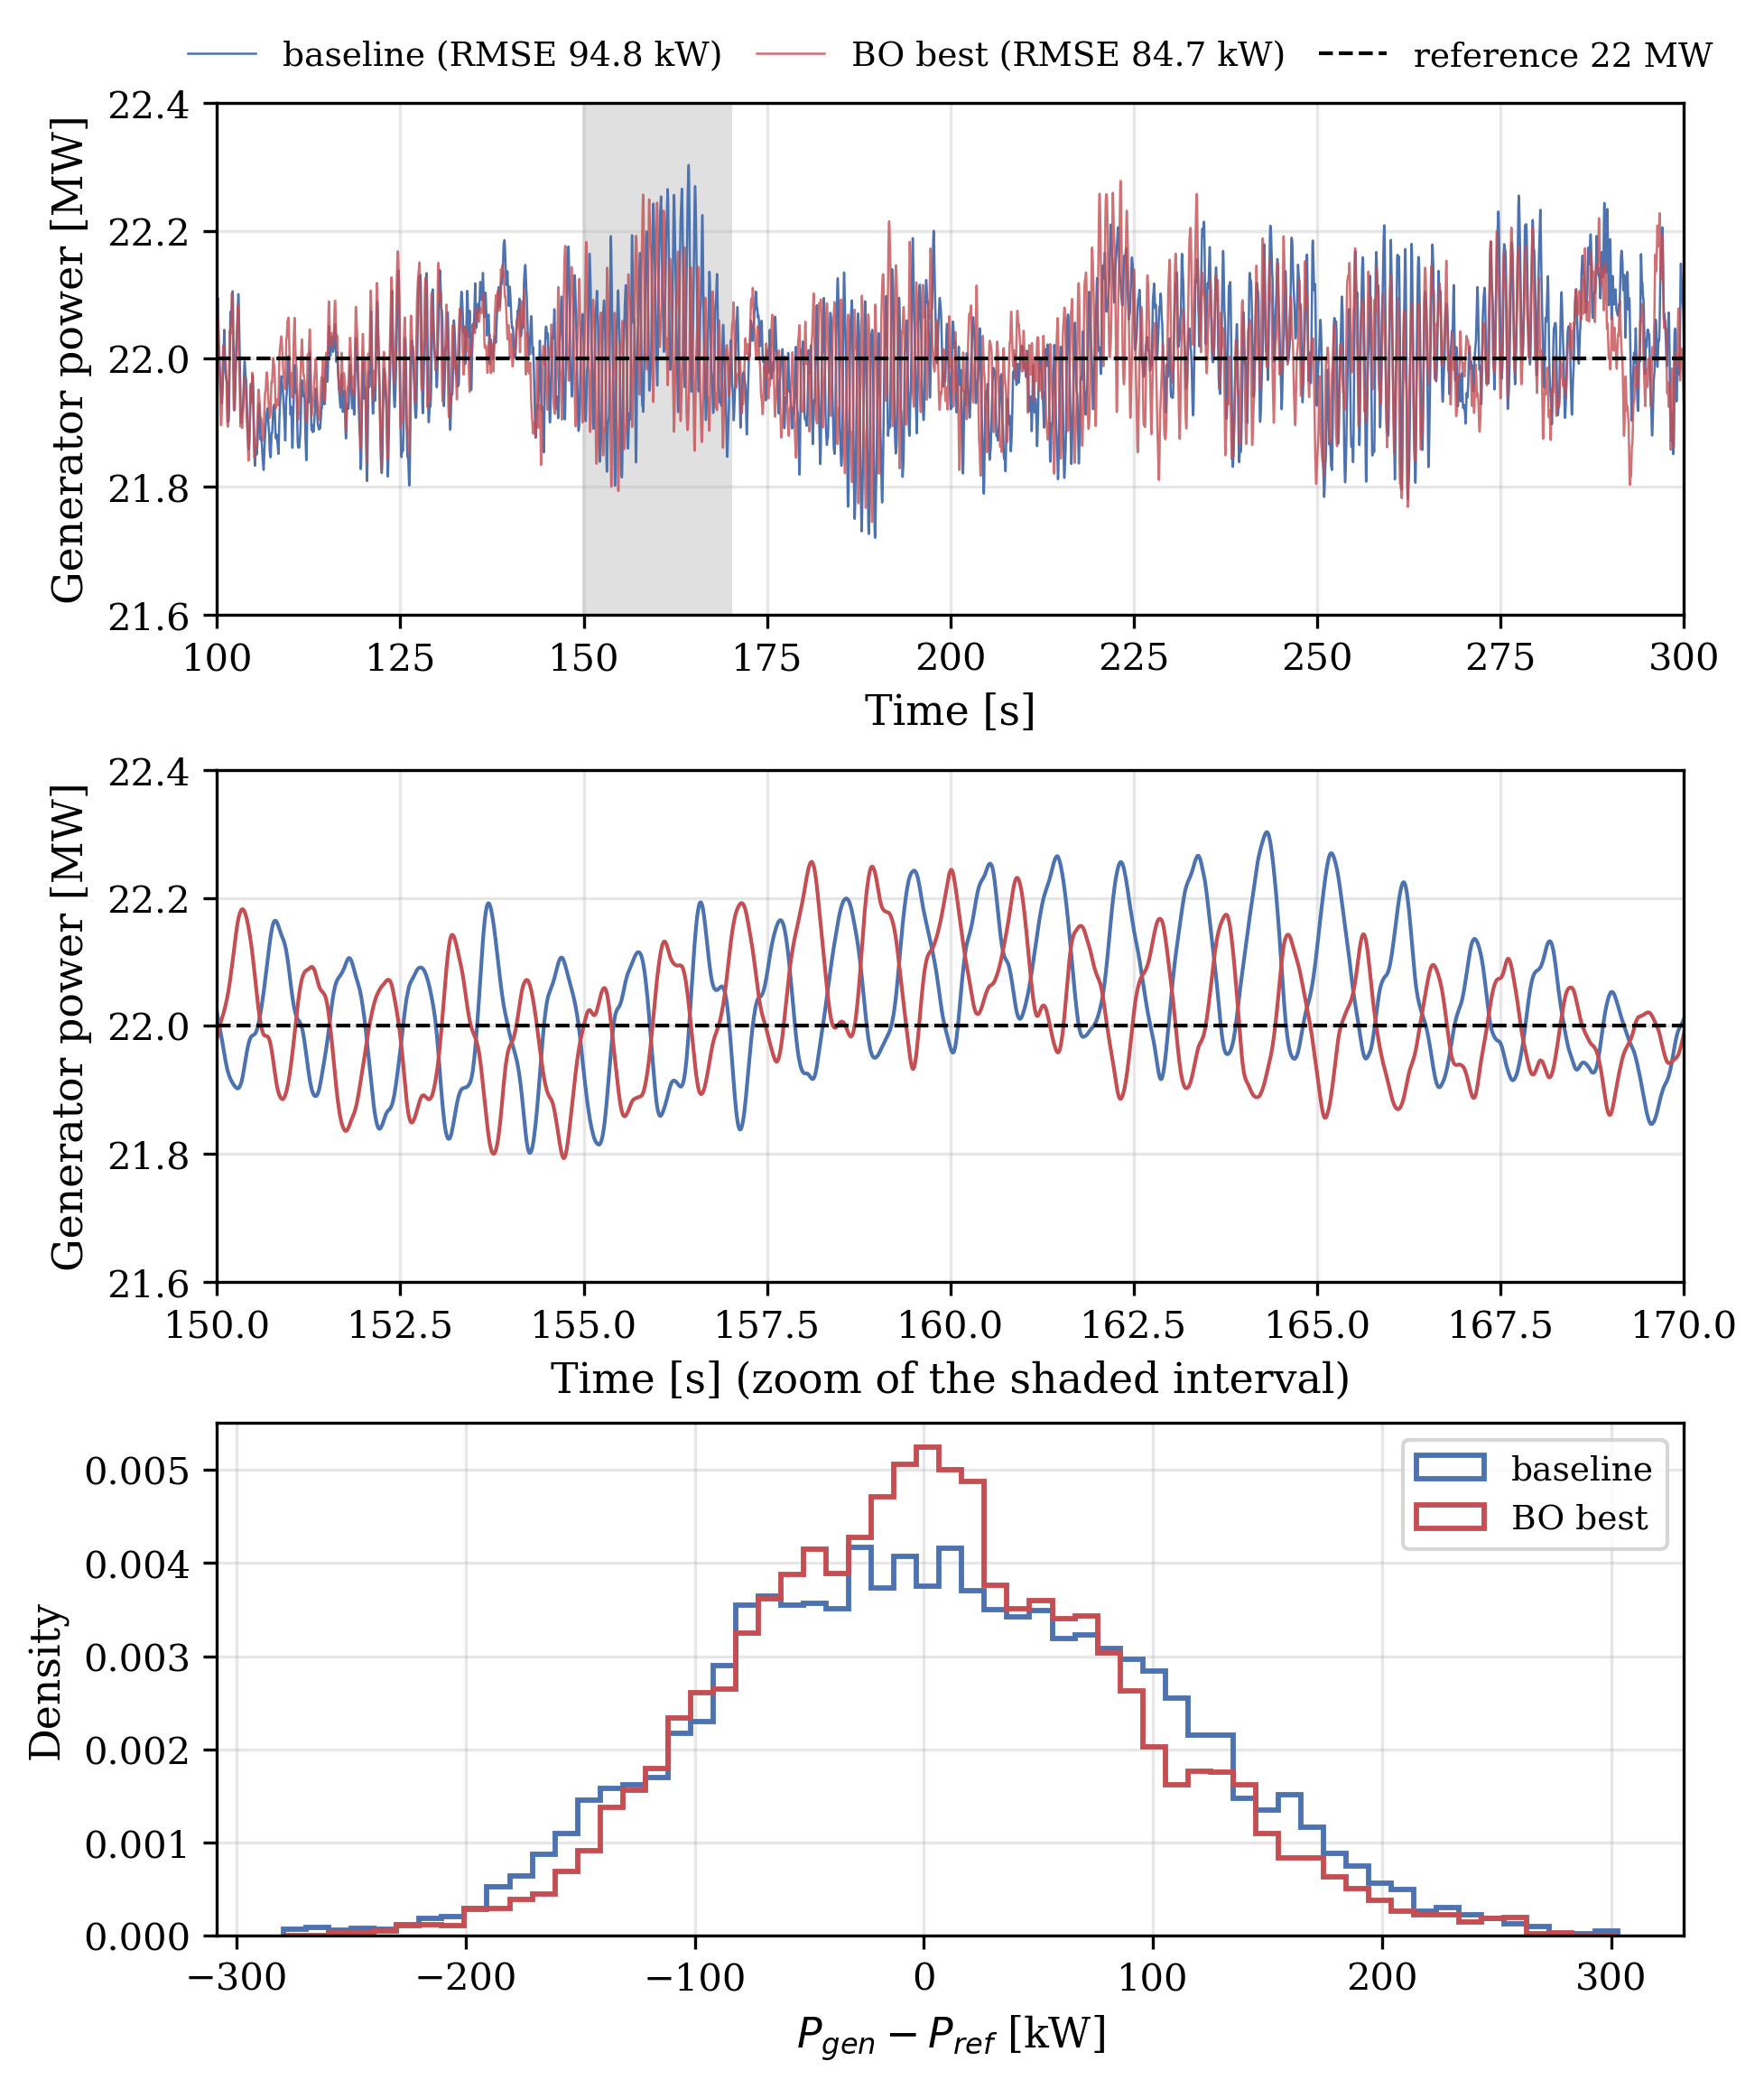 baseline (RMSE 94.8 kW) BO best (RMSE 84.7 kW) reference 22 MW
Generator power [MW]
22.4
22.2
22.0
21.8
21.6
100 125 150 175 200 225 250 275 300
Time [s]
Generator power [MW]
22.4
22.2
22.0
21.8
21.6
150.0 152.5 155.0 157.5 160.0 162.5 165.0 167.5 170.0
Time [s] (zoom of the shaded interval)
Density
0.005
0.004
0.003
0.002
0.001
0.000
baseline
BO best
−300 −200 −100 0 100 200 300
P_gen − P_ref [kW]